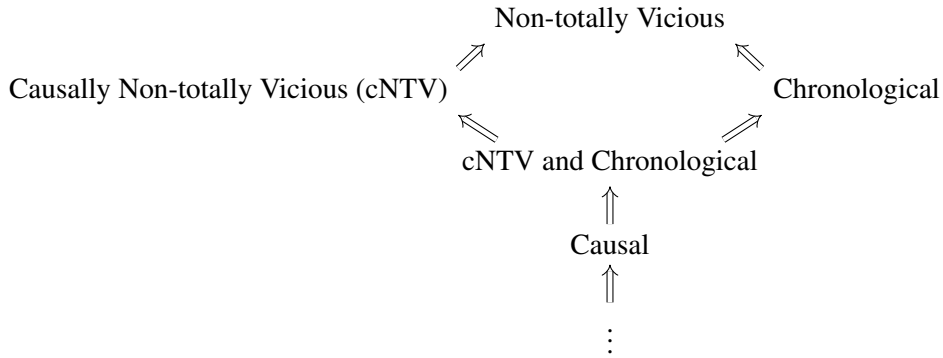 Non-totally Vicious
Causally Non-totally Vicious (cNTV)
Chronological
cNTV and Chronological
Causal
⋮